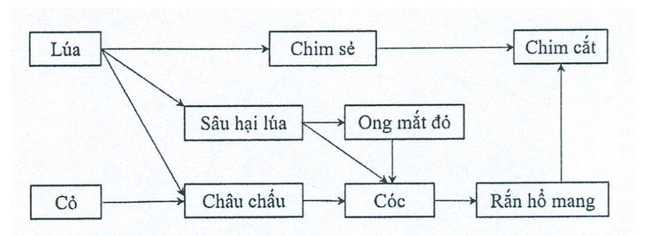 Lúa
Chim sẻ
Chim cắt
Sâu hại lúa
Ong mắt đỏ
Cỏ
Châu chấu
Cóc
Rắn hổ mang